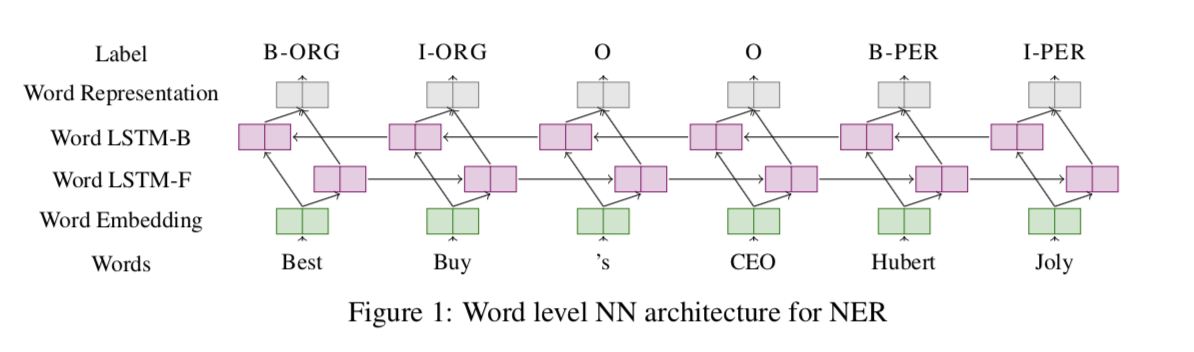 Label B-ORG I-ORG O O B-PER I-PER
Word Representation
Word LSTM-B
Word LSTM-F
Word Embedding
Words Best Buy 's CEO Hubert Joly
Figure 1: Word level NN architecture for NER